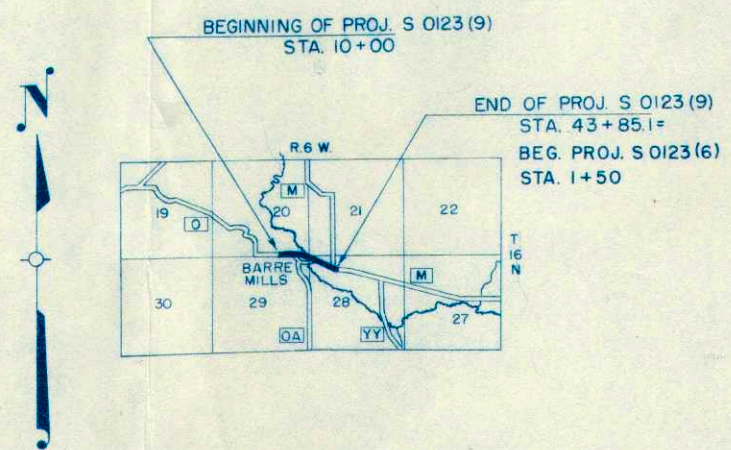 BEGINNING OF PROJ. S 0123 (9)
STA. 10+00
N
END OF PROJ. S 0123 (9)
STA. 43+85.1=
BEG. PROJ. S 0123 (6)
STA. 1+50
R.6 W.
M
19
20
21
22
O
T
16
N
BARRE
MILLS
M
30
29
28
27
OA
YY